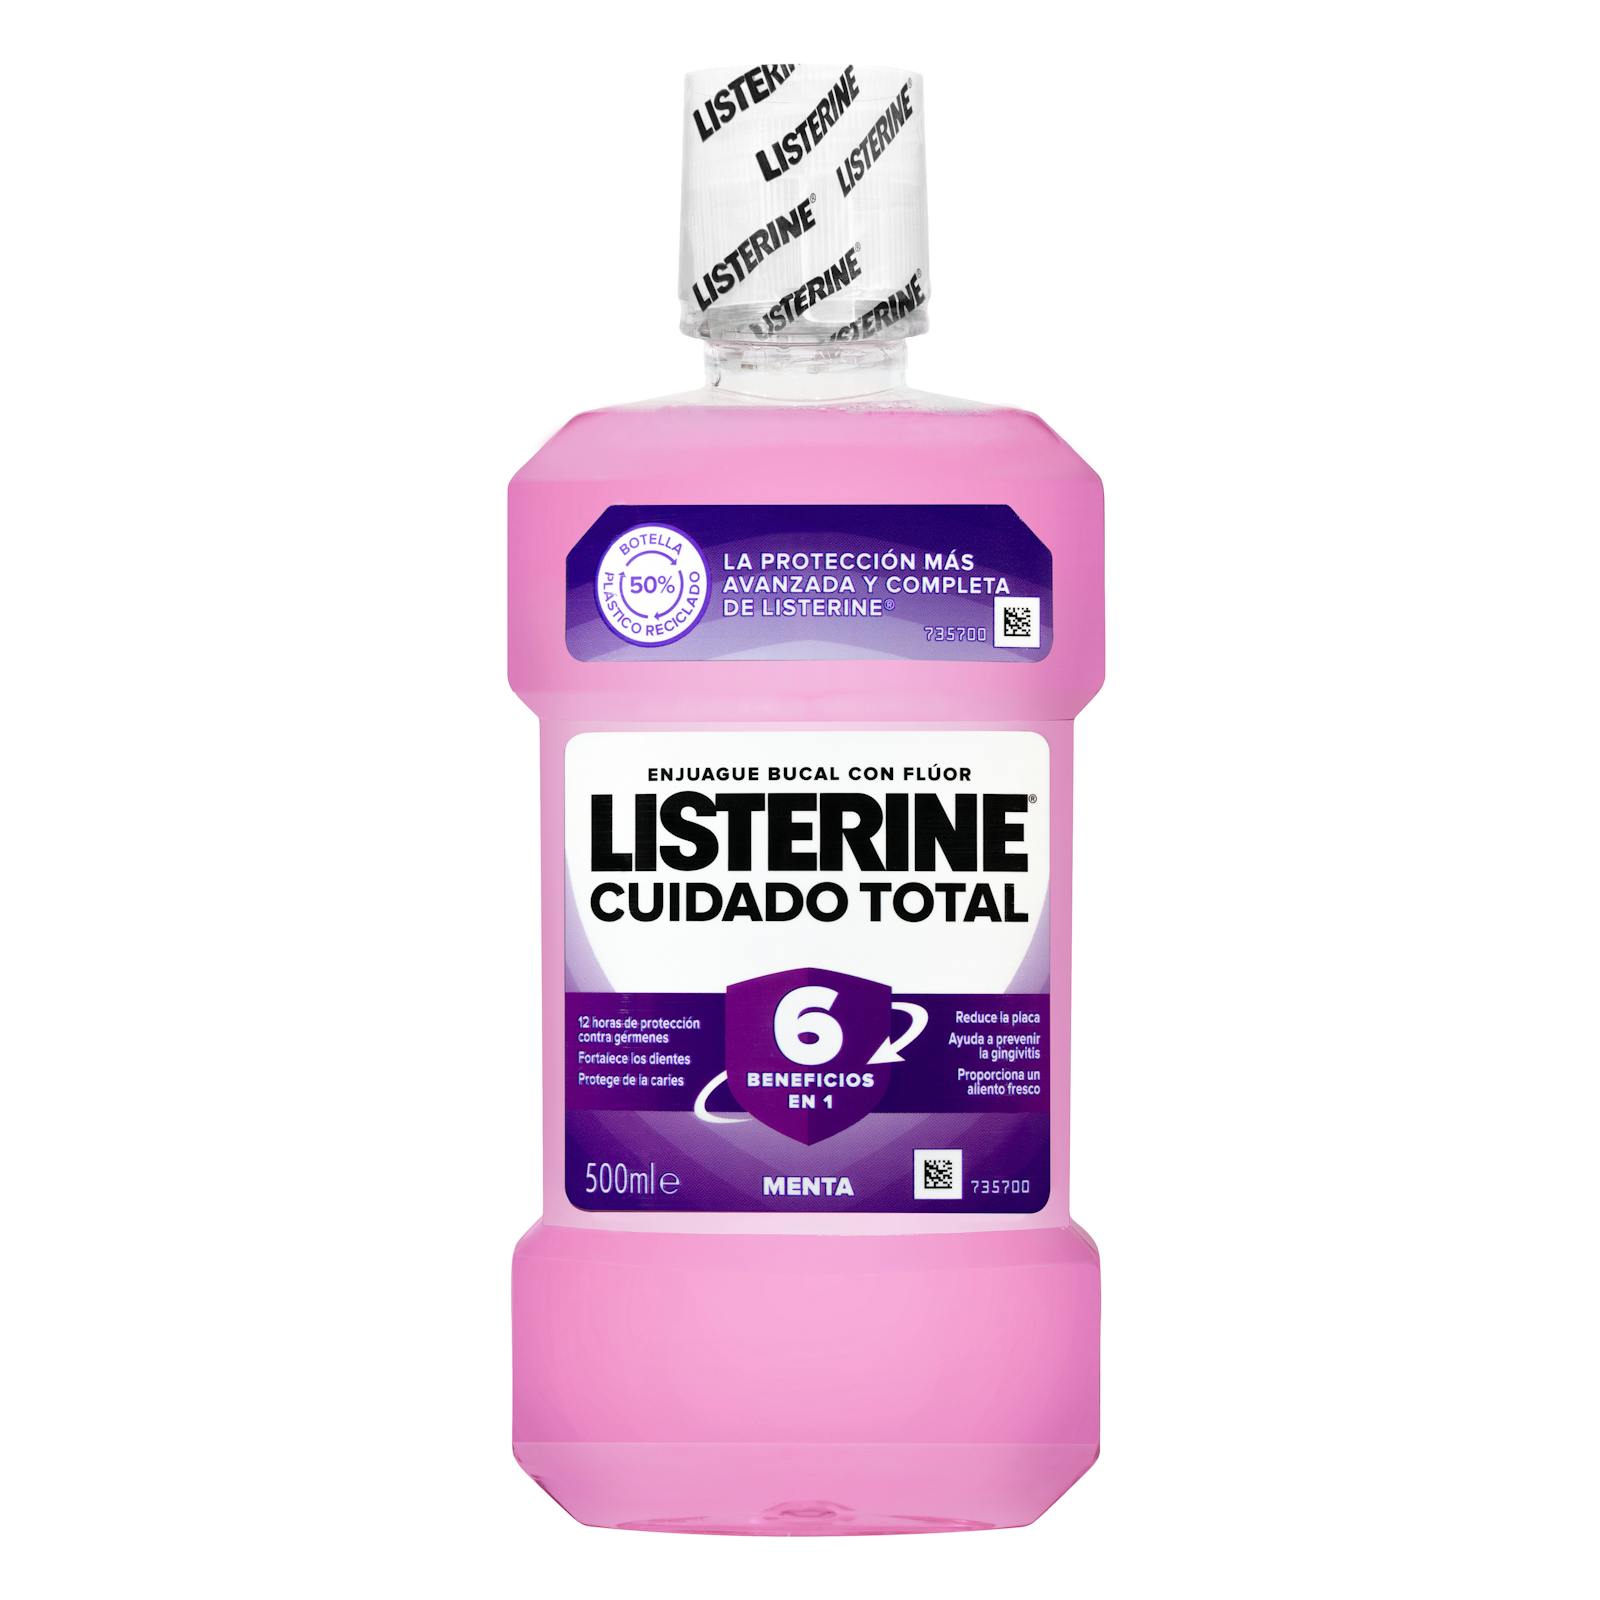 LISTERINE
LISTERINE
LISTERINE®
LISTERINE®
LISTERINE®
LISTERINE®
BOTELLA
50%
PLÁSTICO RECICLADO
LA PROTECCIÓN MÁS
AVANZADA Y COMPLETA
DE LISTERINE®
735700
ENJUAGUE BUCAL CON FLÚOR
LISTERINE®
CUIDADO TOTAL
12 horas de protección
contra gérmenes
Fortalece los dientes
Protege de la caries
6
BENEFICIOS
EN 1
Reduce la placa
Ayuda a prevenir
la gingivitis
Proporciona un
aliento fresco
500ml e
MENTA
735700